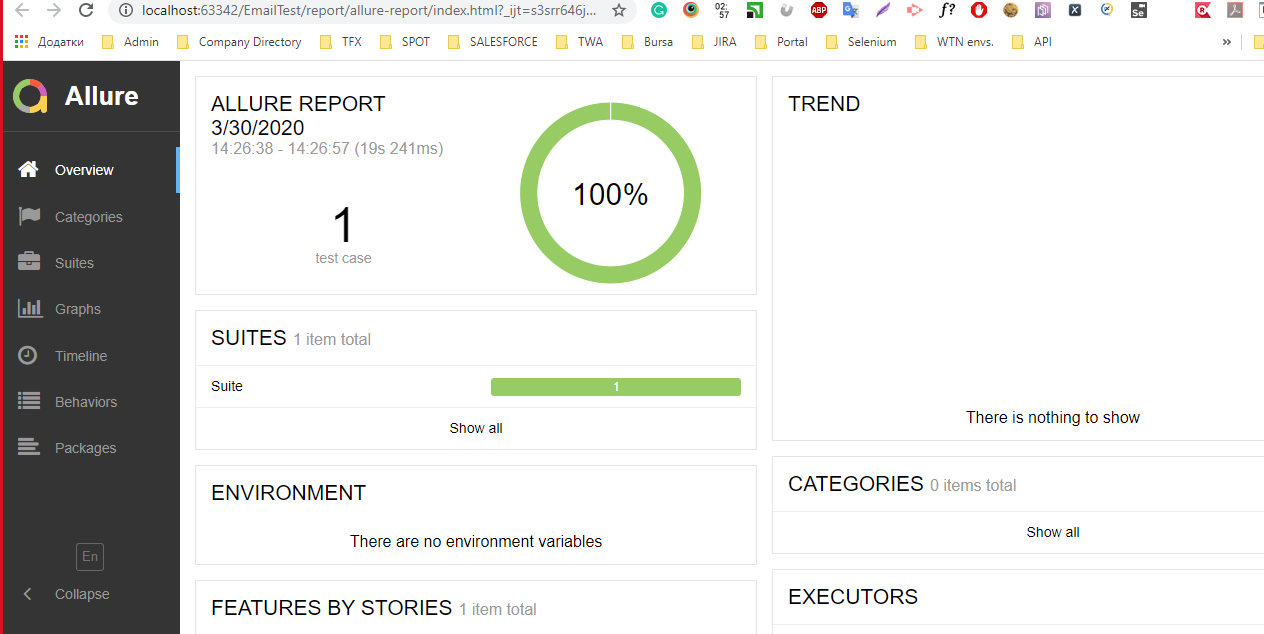 localhost:63342/EmailTest/report/allure-report/index.html?_ijt=s3srr646j...
02:
57
ABP
f?
Se
Додатки
Admin
Company Directory
TFX
SPOT
SALESFORCE
TWA
Bursa
JIRA
Portal
Selenium
WTN envs.
API
»
Allure
Overview
Categories
Suites
Graphs
Timeline
Behaviors
Packages
En
Collapse
ALLURE REPORT
3/30/2020
14:26:38 - 14:26:57 (19s 241ms)
1
test case
100%
SUITES 1 item total
Suite
1
Show all
ENVIRONMENT
There are no environment variables
FEATURES BY STORIES 1 item total
TREND
There is nothing to show
CATEGORIES 0 items total
Show all
EXECUTORS